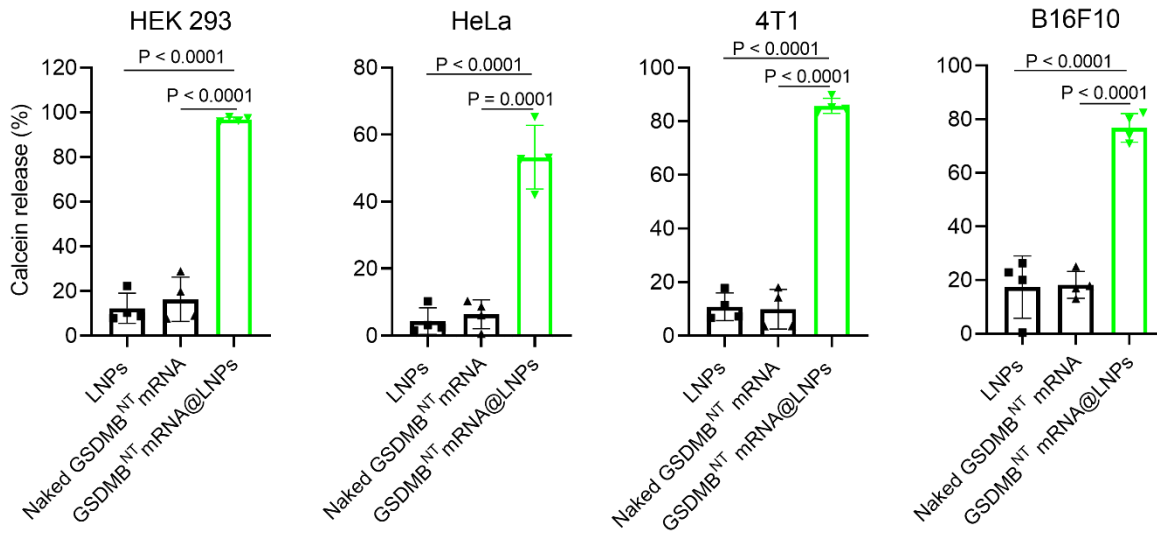 HEK 293
P < 0.0001
P < 0.0001
Calcein release (%)
120
100
80
60
40
20
0
LNPs
Naked GSDMB^NT mRNA
GSDMB^NT mRNA@LNPs
HeLa
P < 0.0001
P = 0.0001
80
60
40
20
0
LNPs
Naked GSDMB^NT mRNA
GSDMB^NT mRNA@LNPs
4T1
P < 0.0001
P < 0.0001
100
80
60
40
20
0
LNPs
Naked GSDMB^NT mRNA
GSDMB^NT mRNA@LNPs
B16F10
P < 0.0001
P < 0.0001
100
80
60
40
20
0
LNPs
Naked GSDMB^NT mRNA
GSDMB^NT mRNA@LNPs